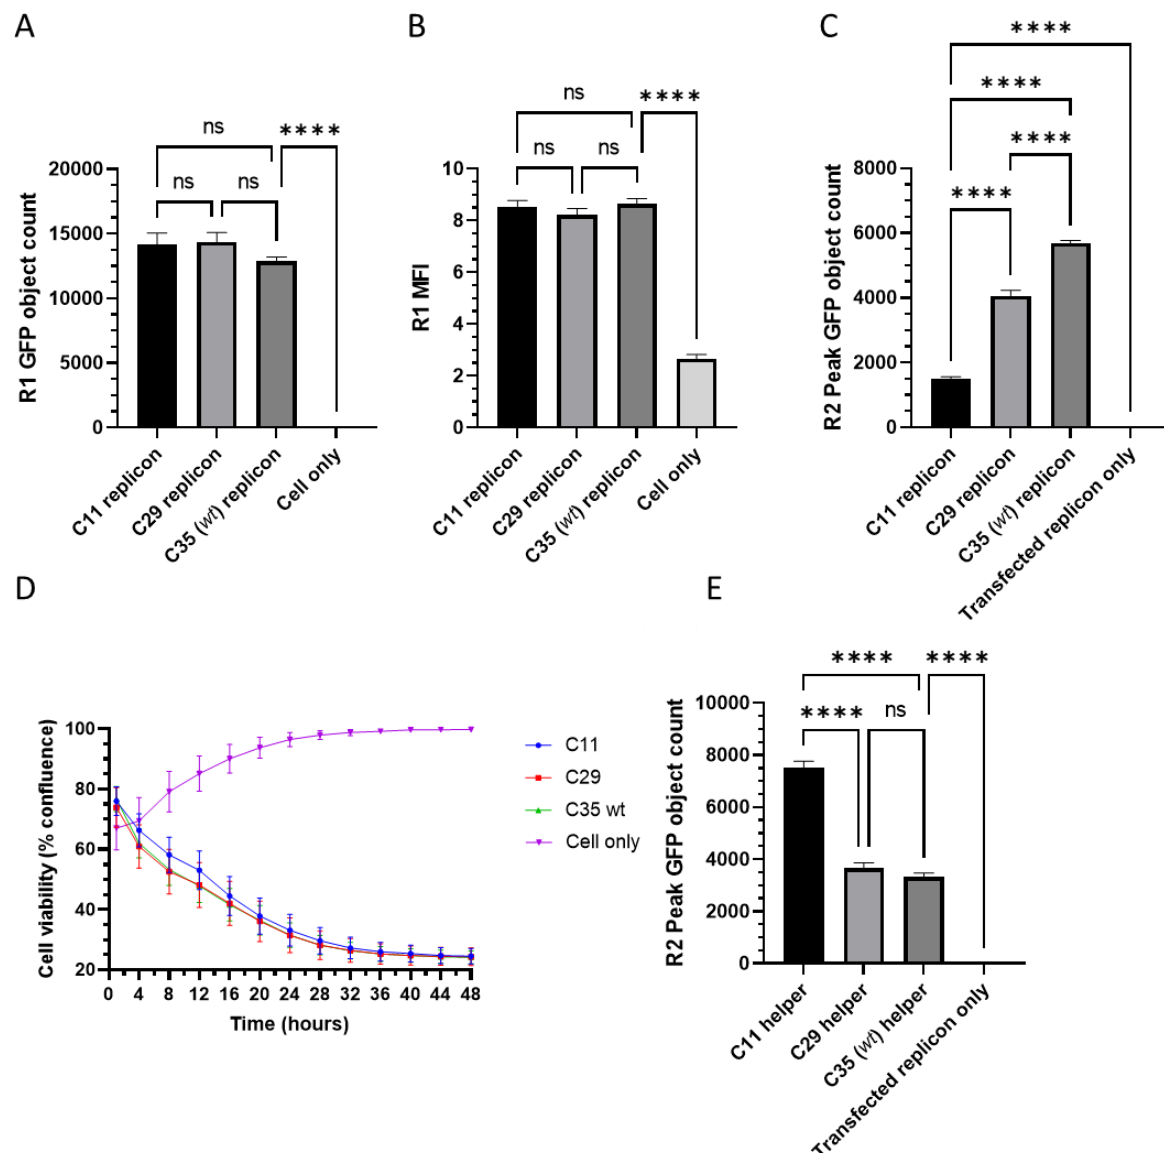 A
B
C
ns
ns
ns
****
R1 GFP object count
20000
15000
10000
5000
0
C11 replicon
C29 replicon
C35 (wt) replicon
Cell only
ns
****
ns
ns
R1 MFI
10
8
6
4
2
0
C11 replicon
C29 replicon
C35 (wt) replicon
Cell only
****
****
****
****
R2 Peak GFP object count
8000
6000
4000
2000
0
C11 replicon
C29 replicon
C35 (wt) replicon
Transfected replicon only
D
E
Cell viability (% confluence)
100
80
60
40
20
0 4 8 12 16 20 24 28 32 36 40 44 48
Time (hours)
C11
C29
C35 wt
Cell only
****
****
****
ns
R2 Peak GFP object count
10000
8000
6000
4000
2000
0
C11 helper
C29 helper
C35 (wt) helper
Transfected replicon only